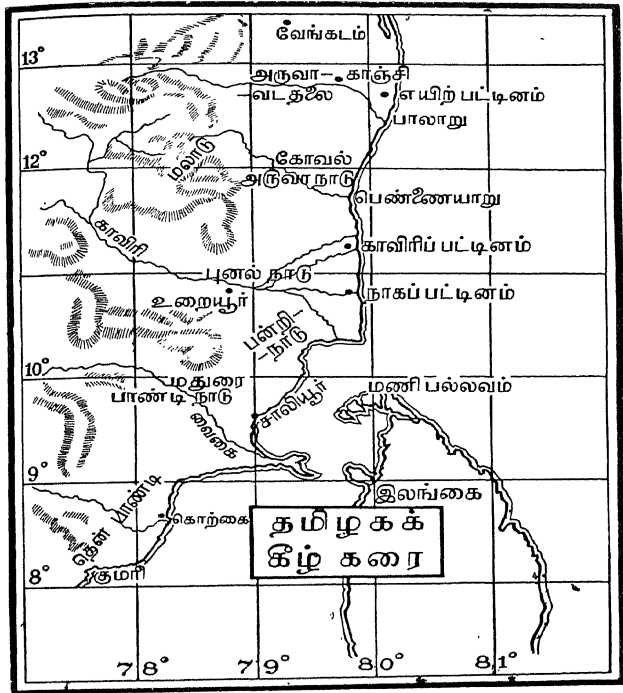 வேங்கடம்
13°
அருவா- காஞ்சி
-வடதலை
எயிற் பட்டினம்
பாலாறு
12°
மலாடு
கோவல்
அருவாநாடு
பெண்ணையாறு
காவிரி
காவிரிப் பட்டினம்
புனல் நாடு
உறையூர்
நாகப் பட்டினம்
பன்றி-
-நாடு
10°
மதுரை
பாண்டி நாடு
மணி பல்லவம்
சாலியூர்
வைகை
9°
தென் பாண்டி
இலங்கை
கொற்கை
தமிழகக்
கீழ் கரை
8°
குமரி
78°
79°
80°
81°